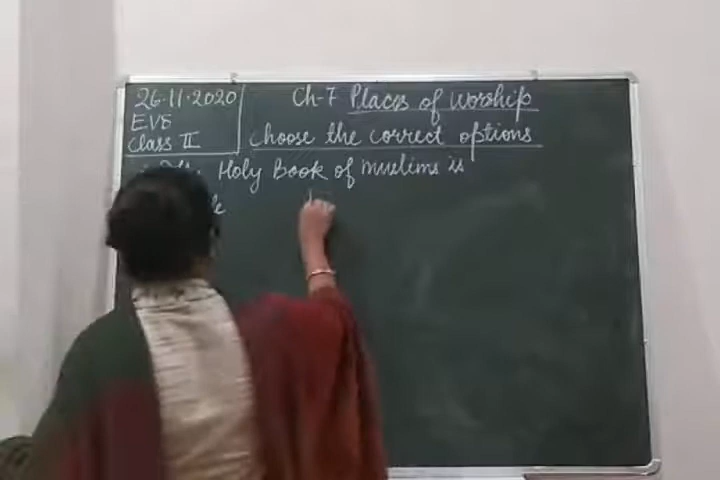 26.11.2020
EVS
Class II
Ch-7 Places of worship
choose the correct options
Holy Book of muslims is